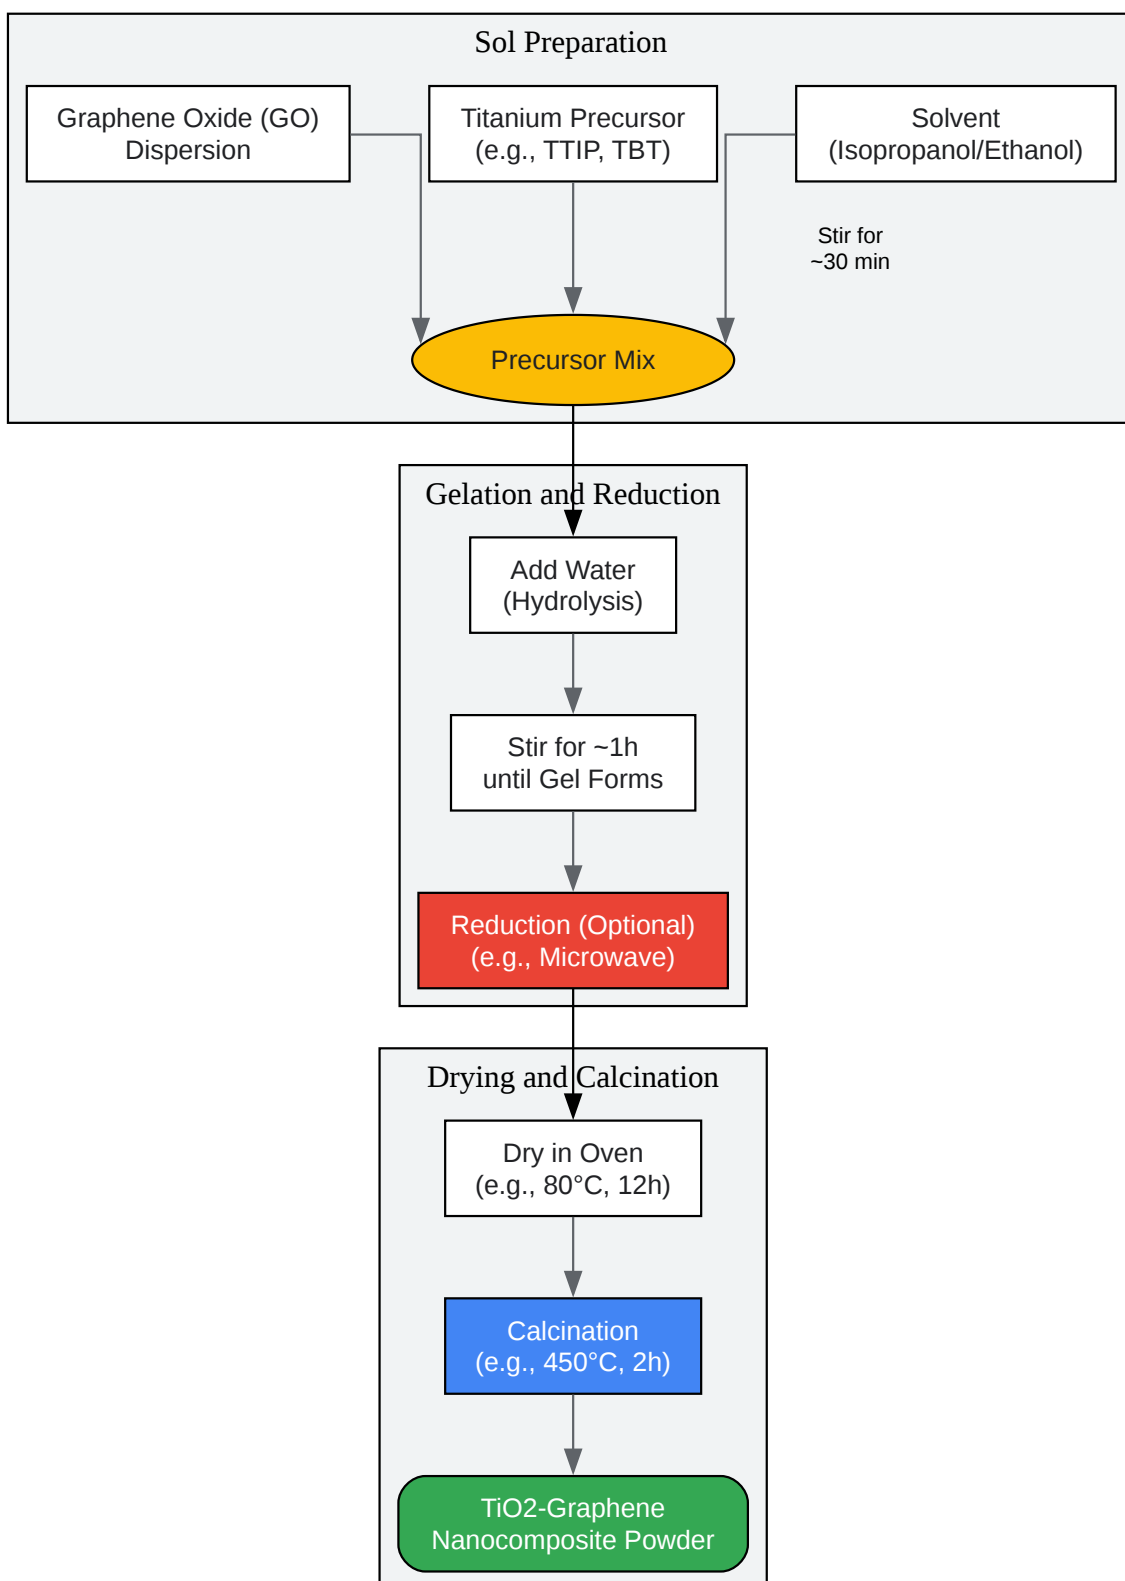 Sol Preparation
Graphene Oxide (GO)
Dispersion
Titanium Precursor
(e.g., TTIP, TBT)
Solvent
(Isopropanol/Ethanol)
Stir for
~30 min
Precursor Mix
Gelation and Reduction
Add Water
(Hydrolysis)
Stir for ~1h
until Gel Forms
Reduction (Optional)
(e.g., Microwave)
Drying and Calcination
Dry in Oven
(e.g., 80°C, 12h)
Calcination
(e.g., 450°C, 2h)
TiO2-Graphene
Nanocomposite Powder